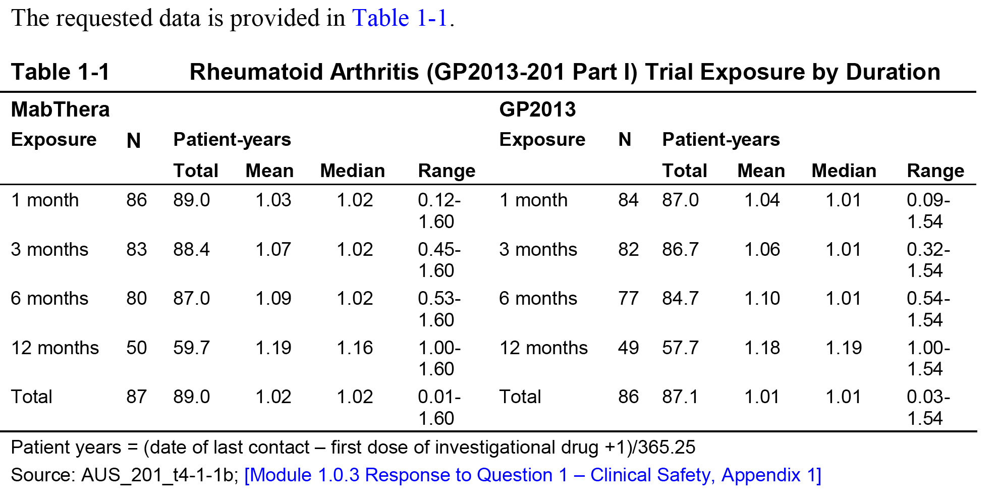 The requested data is provided in Table 1-1.
Table 1-1 Rheumatoid Arthritis (GP2013-201 Part I) Trial Exposure by Duration
MabThera GP2013
Exposure N Patient-years Exposure N Patient-years
Total Mean Median Range Total Mean Median Range
1 month 86 89.0 1.03 1.02 0.12- 1 month 84 87.0 1.04 1.01 0.09-
1.60 1.54
3 months 83 88.4 1.07 1.02 0.45- 3 months 82 86.7 1.06 1.01 0.32-
1.60 1.54
6 months 80 87.0 1.09 1.02 0.53- 6 months 77 84.7 1.10 1.01 0.54-
1.60 1.54
12 months 50 59.7 1.19 1.16 1.00- 12 months 49 57.7 1.18 1.19 1.00-
1.60 1.54
Total 87 89.0 1.02 1.02 0.01- Total 86 87.1 1.01 1.01 0.03-
1.60 1.54
Patient years = (date of last contact – first dose of investigational drug +1)/365.25
Source: AUS_201_t4-1-1b; [Module 1.0.3 Response to Question 1 – Clinical Safety, Appendix 1]